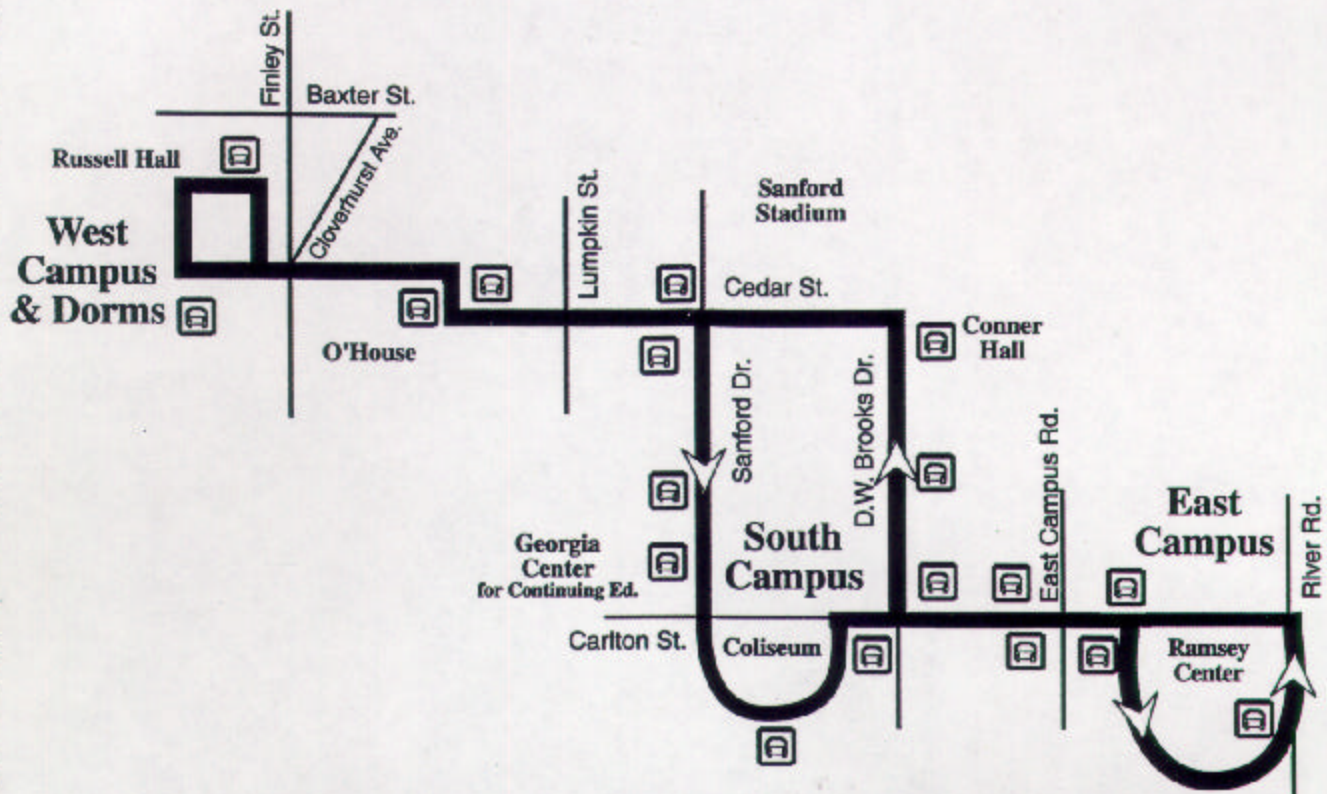 Finley St.
Baxter St.
Cloverhurst Ave.
Russell Hall
West
Campus
& Dorms
O'House
Lumpkin St.
Sanford
Stadium
Cedar St.
Conner
Hall
Sanford Dr.
D.W. Brooks Dr.
East Campus Rd.
Georgia
Center
for Continuing Ed.
South
Campus
East
Campus
River Rd.
Carlton St.
Coliseum
Ramsey
Center